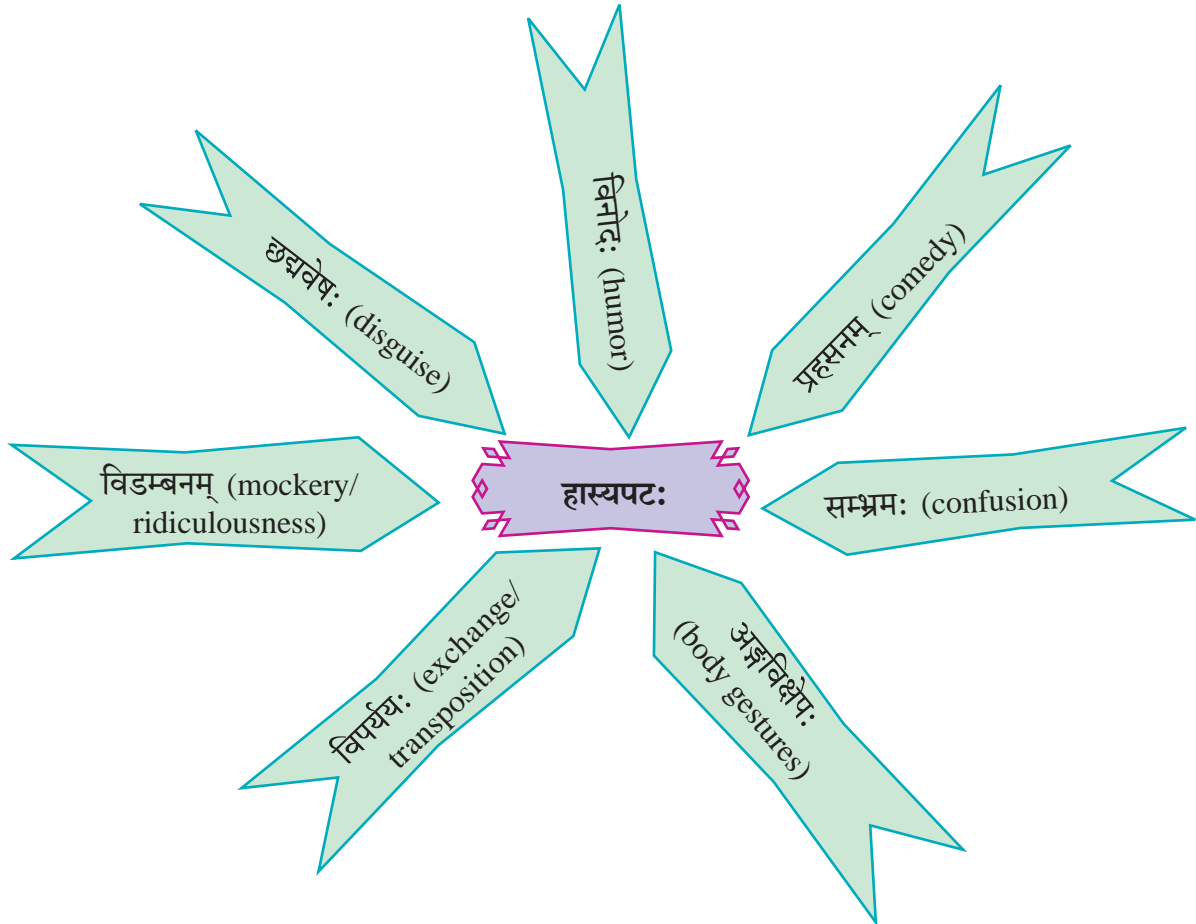 विनोदः (humor)
प्रहसनम् (comedy)
छद्मवेषः (disguise)
विडम्बनम् (mockery/
ridiculousness)
हास्यपटः
सम्भ्रमः (confusion)
विपर्ययः (exchange/
transposition)
अङ्गविक्षेपः
(body gestures)